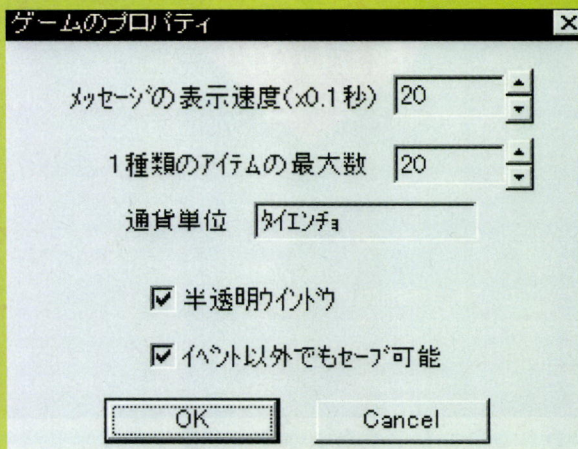 ゲームのプロパティ
ﾒｯｾｰｼﾞの表示速度(x0.1秒) 20
1種類のｱｲﾃﾑの最大数 20
通貨単位 ﾀｲｴﾝﾁｮ
半透明ｳｲﾝﾄﾞｳ
ｲﾍﾞﾝﾄ以外でもｾｰﾌﾞ可能
OK Cancel